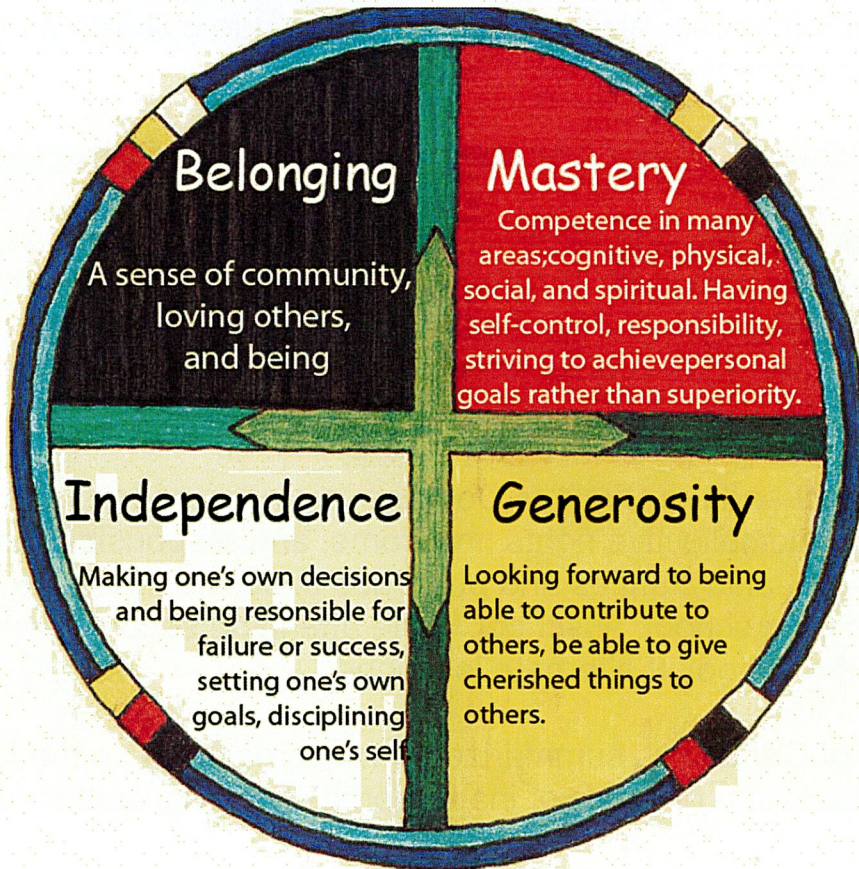 Belonging
A sense of community,
loving others,
and being
Mastery
Competence in many
areas;cognitive, physical,
social, and spiritual. Having
self-control, responsibility,
striving to achievepersonal
goals rather than superiority.
Independence
Making one's own decisions
and being resonsible for
failure or success,
setting one's own
goals, disciplining
one's self.
Generosity
Looking forward to being
able to contribute to
others, be able to give
cherished things to
others.